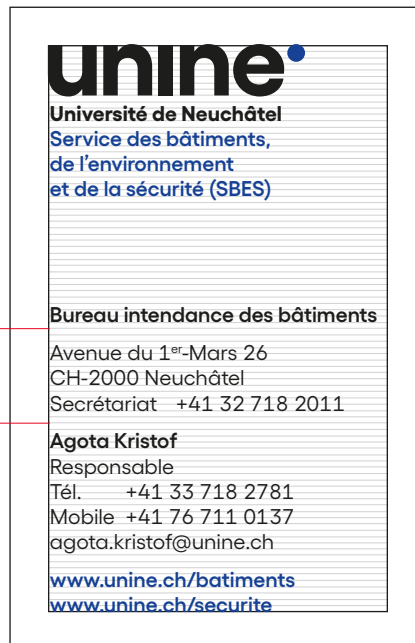 unine
Université de Neuchâtel
Service des bâtiments,
de l’environnement
et de la sécurité (SBES)
Bureau intendance des bâtiments
Avenue du 1er-Mars 26
CH-2000 Neuchâtel
Secrétariat +41 32 718 2011
Agota Kristof
Responsable
Tél. +41 33 718 2781
Mobile +41 76 711 0137
agota.kristof@unine.ch
www.unine.ch/batiments
www.unine.ch/securite